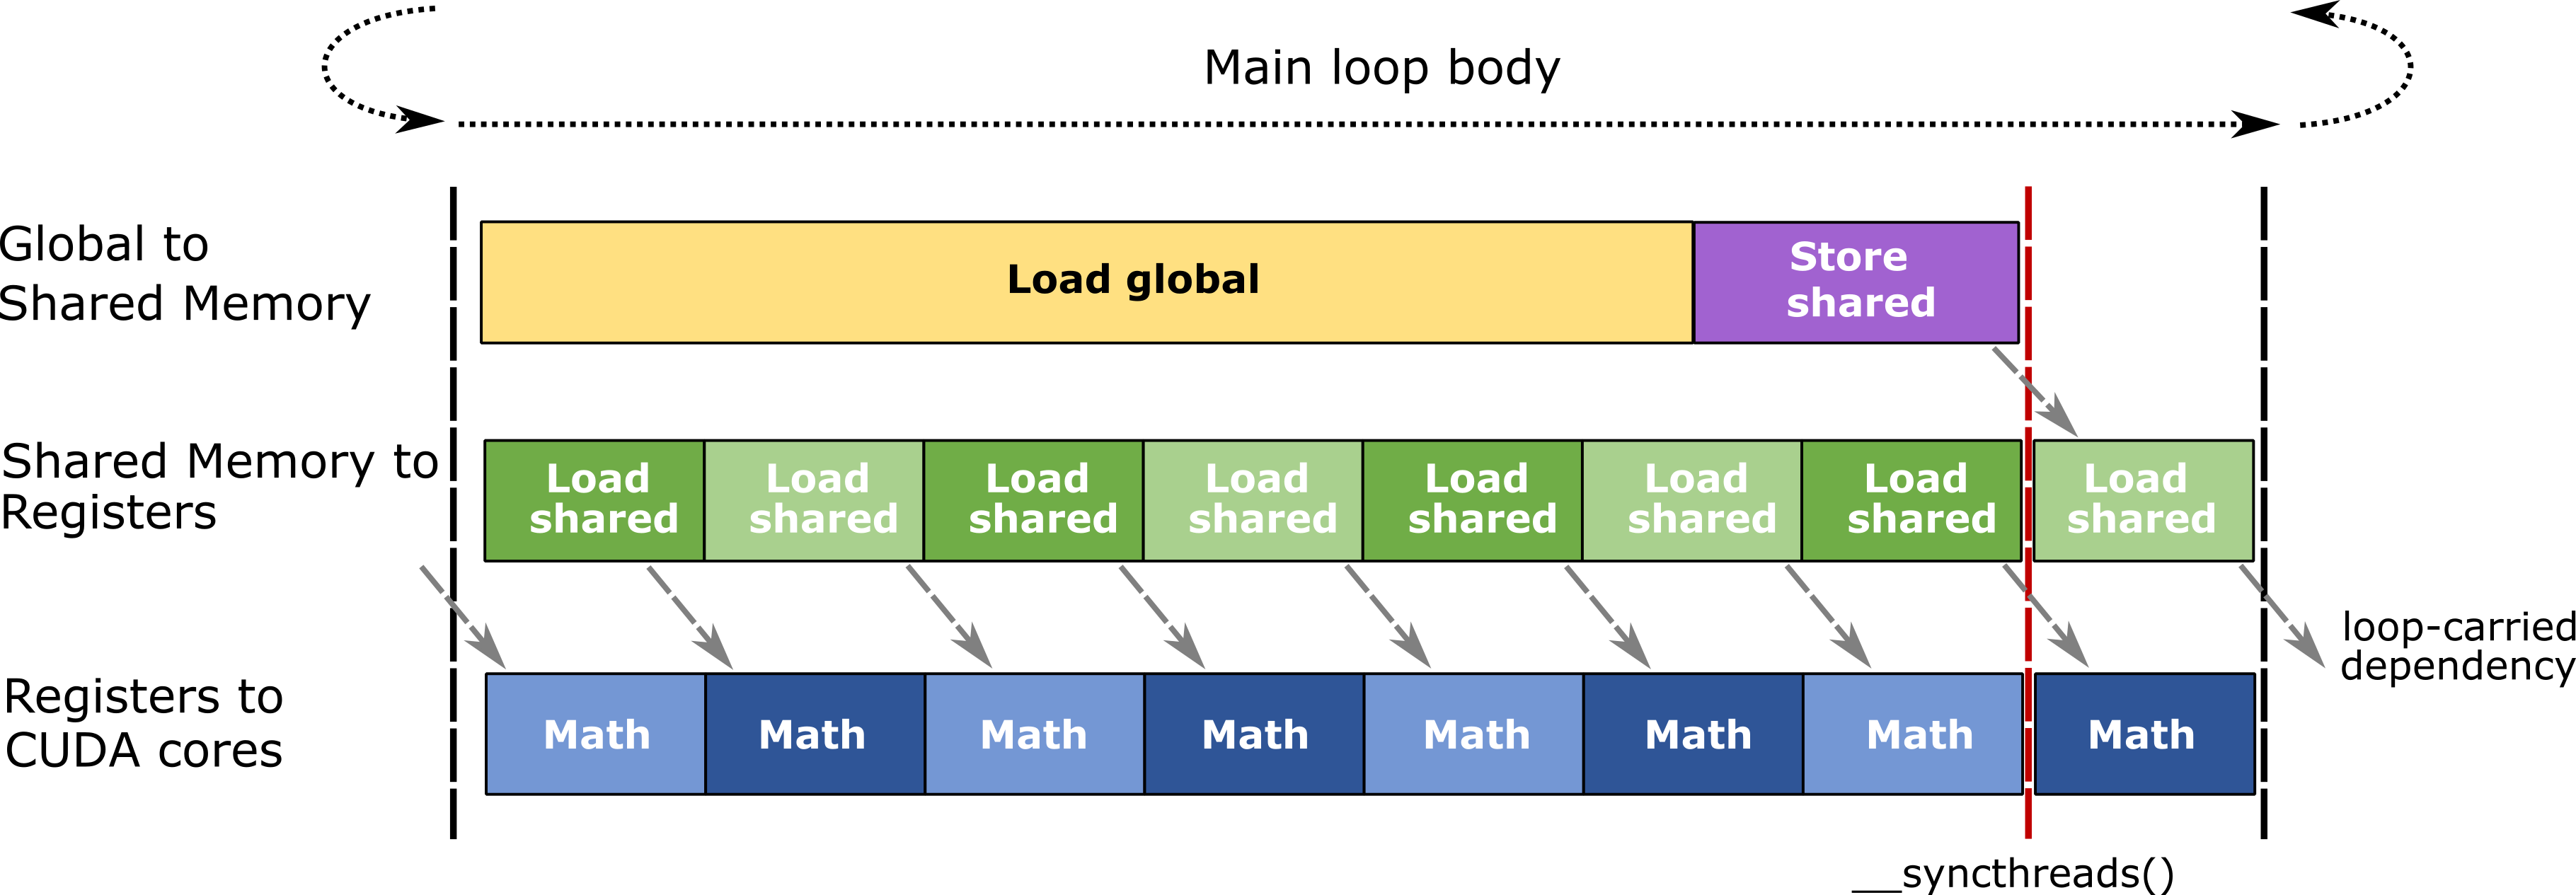 Main loop body
Global to
Shared Memory
Load global
Store
shared
Shared Memory to
Registers
Load
shared
Load
shared
Load
shared
Load
shared
Load
shared
Load
shared
Load
shared
Load
shared
loop-carried
dependency
Registers to
CUDA cores
Math
Math
Math
Math
Math
Math
Math
Math
__syncthreads()